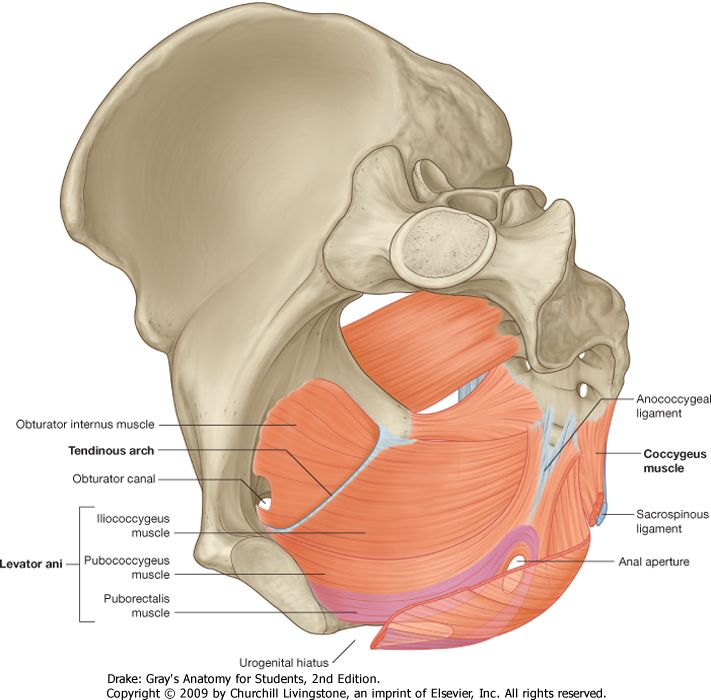 Obturator internus muscle
Tendinous arch
Obturator canal
Iliococcygeus
muscle
Levator ani
Pubococcygeus
muscle
Puborectalis
muscle
Urogenital hiatus
Anococcygeal
ligament
Coccygeus
muscle
Sacrospinous
ligament
Anal aperture
Drake: Gray's Anatomy for Students, 2nd Edition.
Copyright © 2009 by Churchill Livingstone, an imprint of Elsevier, Inc. All rights reserved.